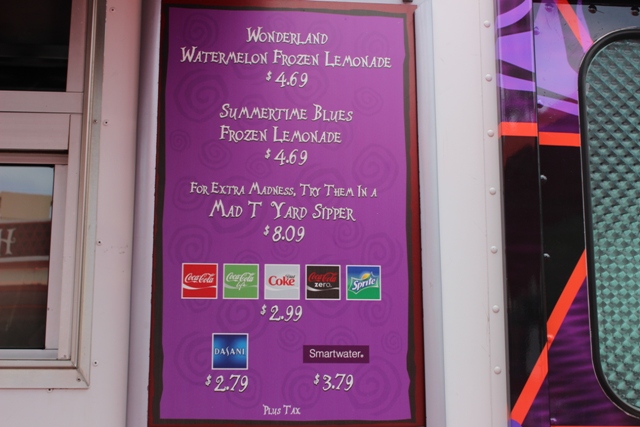 Wonderland
Watermelon Frozen Lemonade
$4.69
Summertime Blues
Frozen Lemonade
$4.69
For Extra Madness, Try Them In a
Mad T Yard Sipper
$8.09
Coca-Cola Coca-Cola life Diet Coke Coca-Cola zero Sprite
$2.99
DASANI Smartwater.
$2.79 $3.79
Plus Tax
H